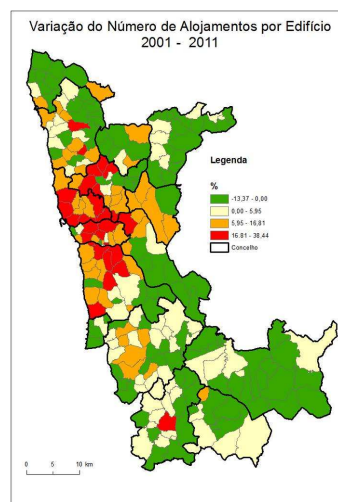 Variação do Número de Alojamentos por Edifício
2001 - 2011
Legenda
%
-13,37 - 0,00
0,00 - 5,95
5,95 - 16,81
16,81 - 38,44
Concelho
0 5 10 km